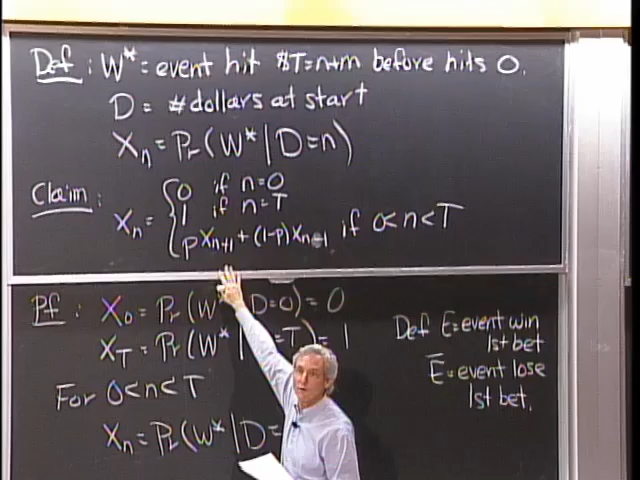 Def: W* = event hit $T=n+m before hits 0.
D = # dollars at start
Xn = Pr(W* | D=n)
Claim: Xn = { 0 if n=0
1 if n=T
pXn+1 + (1-p)Xn-1 if 0<n<T
Pf: X0 = Pr(W* | D=0) = 0
XT = Pr(W* | =T) = 1
For 0<n<T
Xn = Pr(W* | D=
Def E = event win
1st bet
E̅ = event lose
1st bet.